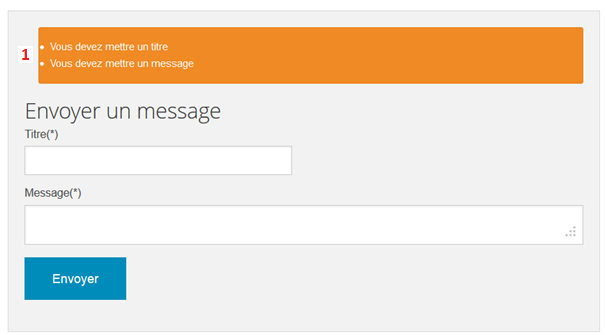 1
Vous devez mettre un titre
Vous devez mettre un message
Envoyer un message
Titre(*)
Message(*)
Envoyer